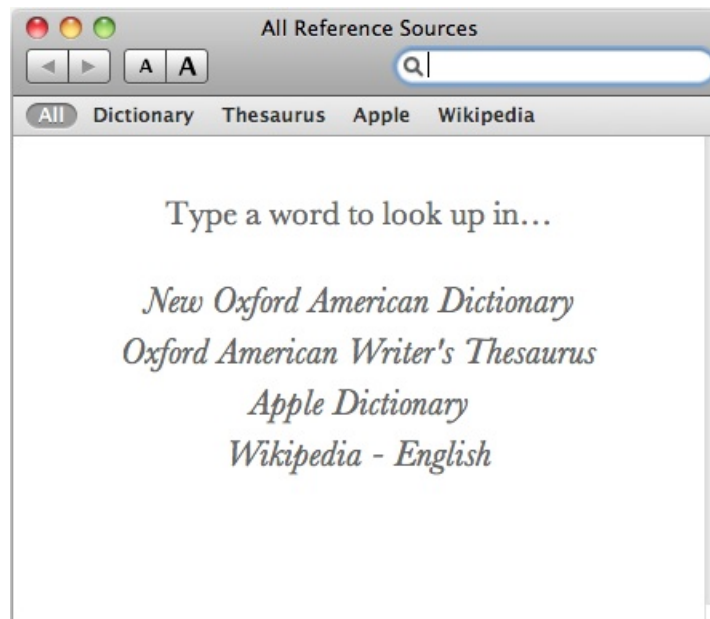 All Reference Sources
A A
All Dictionary Thesaurus Apple Wikipedia
Type a word to look up in…
New Oxford American Dictionary
Oxford American Writer's Thesaurus
Apple Dictionary
Wikipedia - English